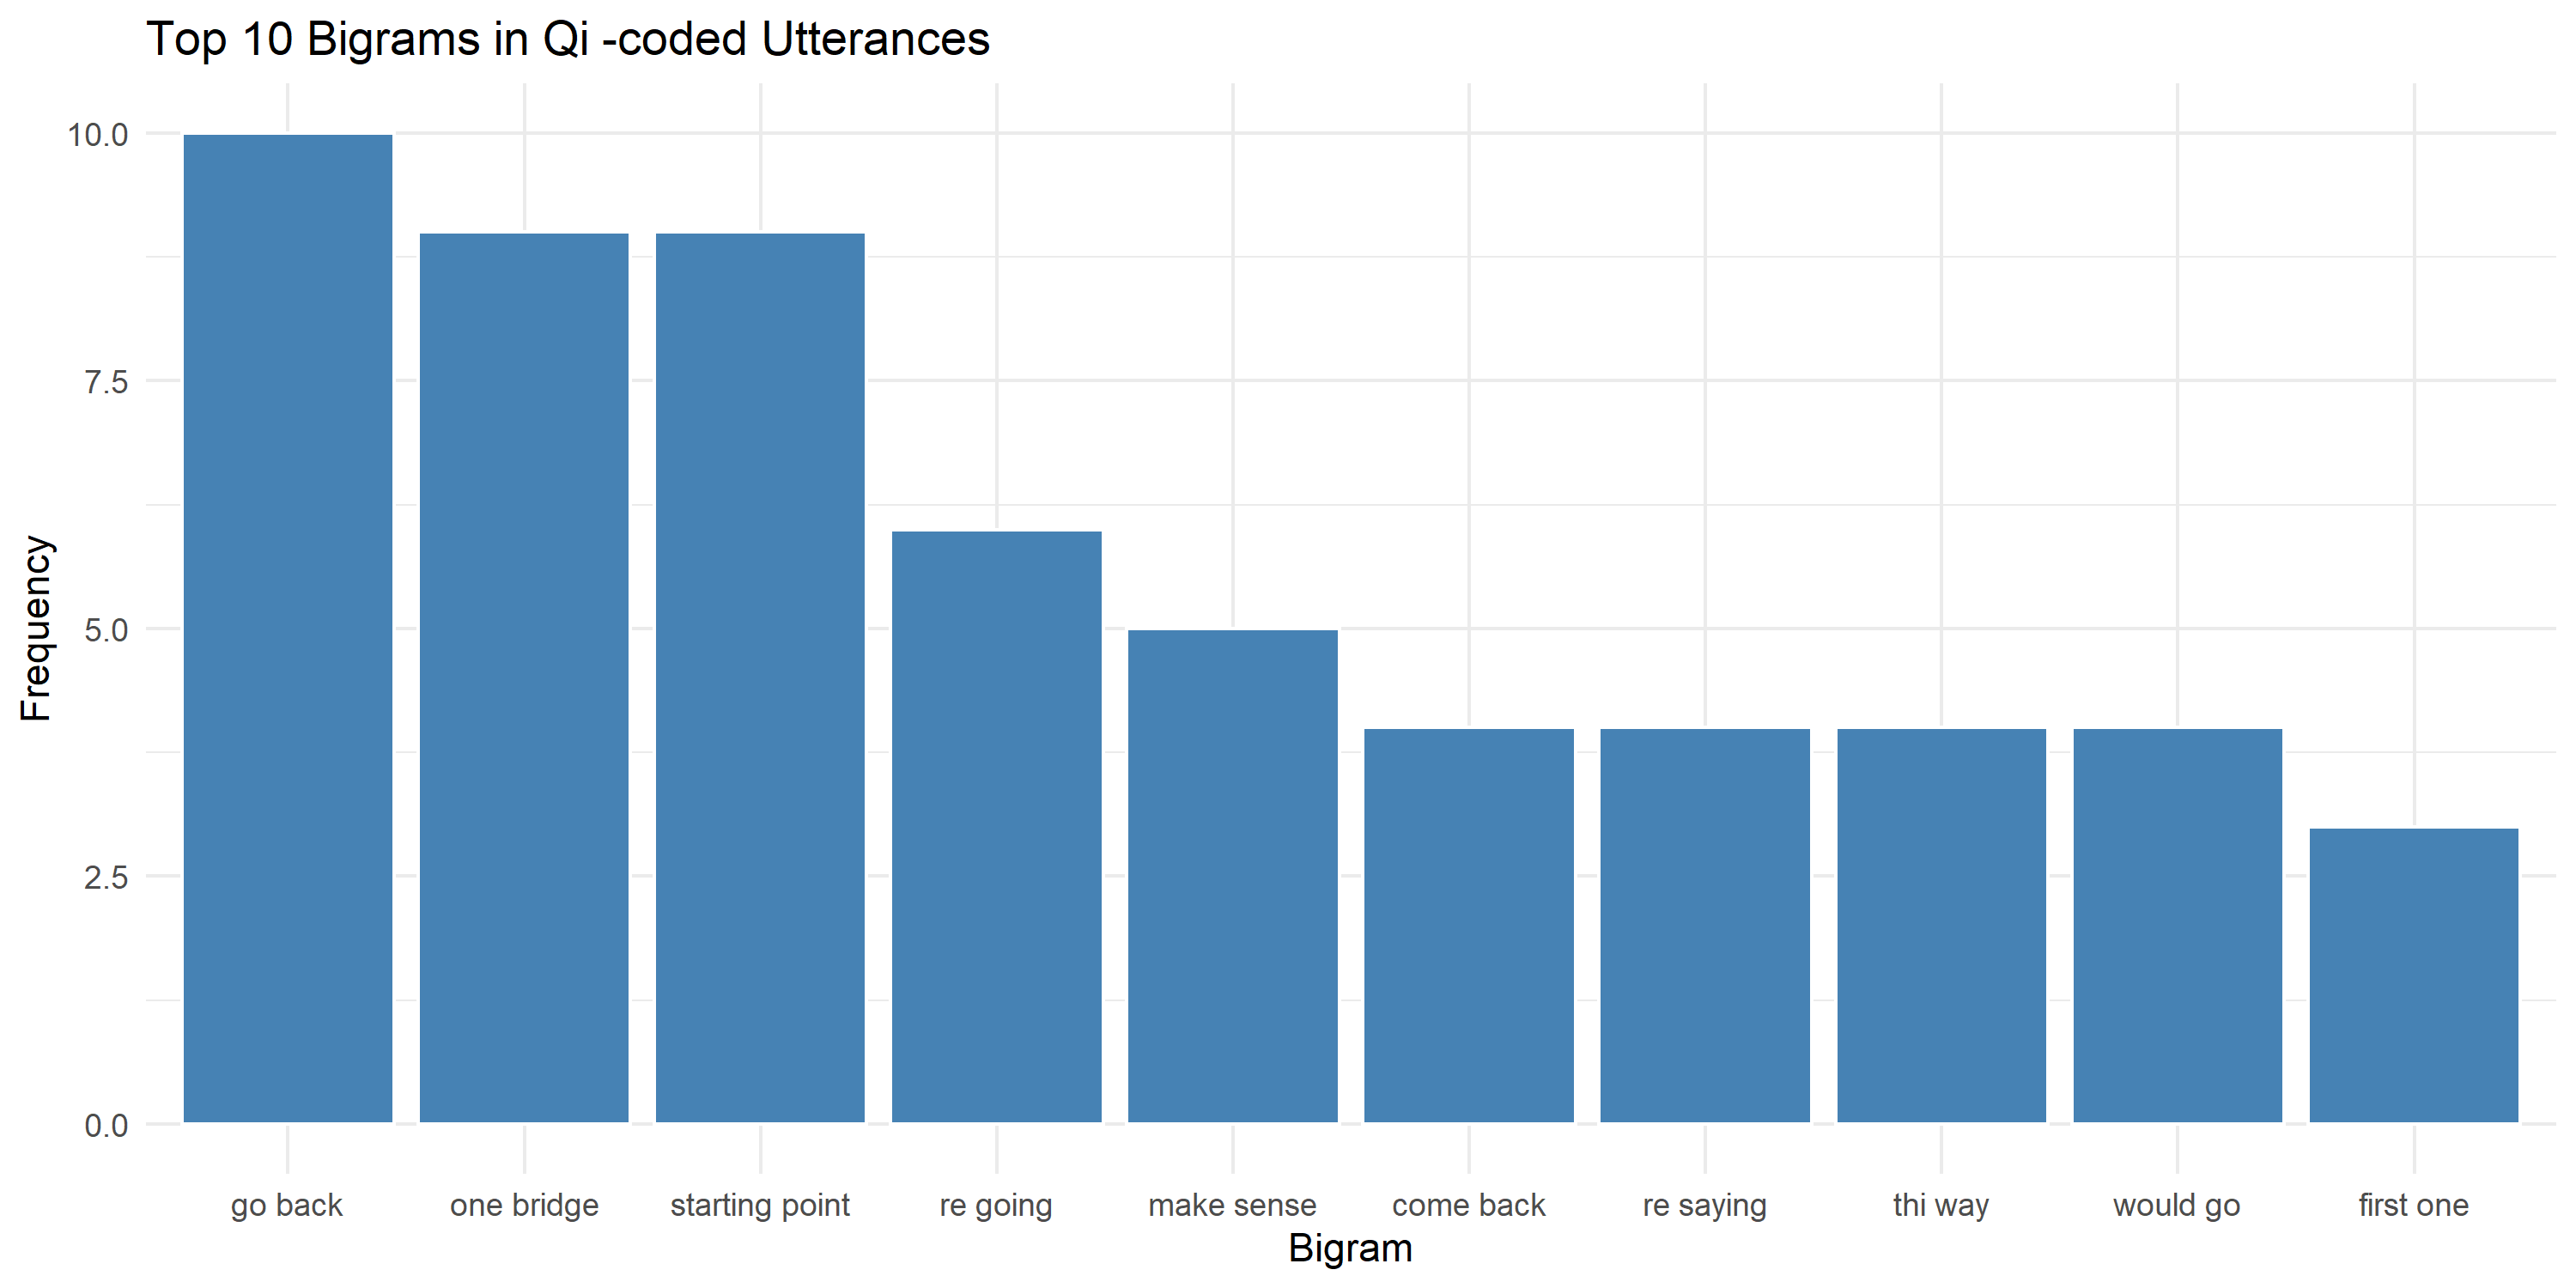 Top 10 Bigrams in Qi -coded Utterances
Frequency
10.0
7.5
5.0
2.5
0.0
go back one bridge starting point re going make sense come back re saying thi way would go first one
Bigram